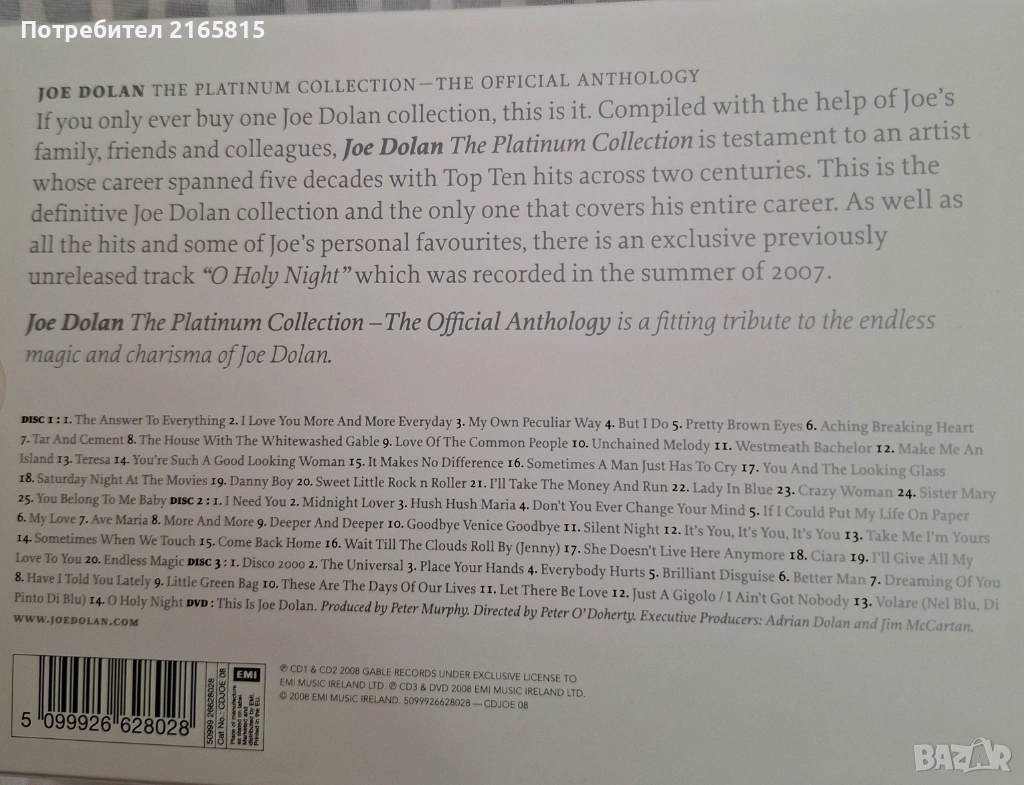 Потребител 2165815
JOE DOLAN THE PLATINUM COLLECTION—THE OFFICIAL ANTHOLOGY
If you only ever buy one Joe Dolan collection, this is it. Compiled with the help of Joe's
family, friends and colleagues, Joe Dolan The Platinum Collection is testament to an artist
whose career spanned five decades with Top Ten hits across two centuries. This is the
definitive Joe Dolan collection and the only one that covers his entire career. As well as
all the hits and some of Joe's personal favourites, there is an exclusive previously
unreleased track "O Holy Night" which was recorded in the summer of 2007.
Joe Dolan The Platinum Collection – The Official Anthology is a fitting tribute to the endless
magic and charisma of Joe Dolan.
DISC 1 : 1. The Answer To Everything 2. I Love You More And More Everyday 3. My Own Peculiar Way 4. But I Do 5. Pretty Brown Eyes 6. Aching Breaking Heart
7. Tar And Cement 8. The House With The Whitewashed Gable 9. Love Of The Common People 10. Unchained Melody 11. Westmeath Bachelor 12. Make Me An
Island 13. Teresa 14. You're Such A Good Looking Woman 15. It Makes No Difference 16. Sometimes A Man Just Has To Cry 17. You And The Looking Glass
18. Saturday Night At The Movies 19. Danny Boy 20. Sweet Little Rock n Roller 21. I'll Take The Money And Run 22. Lady In Blue 23. Crazy Woman 24. Sister Mary
25. You Belong To Me Baby DISC 2 : 1. I Need You 2. Midnight Lover 3. Hush Hush Maria 4. Don't You Ever Change Your Mind 5. If I Could Put My Life On Paper
6. My Love 7. Ave Maria 8. More And More 9. Deeper And Deeper 10. Goodbye Venice Goodbye 11. Silent Night 12. It's You, It's You, It's You 13. Take Me I'm Yours
14. Sometimes When We Touch 15. Come Back Home 16. Wait Till The Clouds Roll By (Jenny) 17. She Doesn't Live Here Anymore 18. Ciara 19. I'll Give All My
Love To You 20. Endless Magic DISC 3 : 1. Disco 2000 2. The Universal 3. Place Your Hands 4. Everybody Hurts 5. Brilliant Disguise 6. Better Man 7. Dreaming Of You
8. Have I Told You Lately 9. Little Green Bag 10. These Are The Days Of Our Lives 11. Let There Be Love 12. Just A Gigolo / I Ain't Got Nobody 13. Volare (Nel Blu, Di
Pinto Di Blu) 14. O Holy Night DVD : This Is Joe Dolan. Produced by Peter Murphy. Directed by Peter O'Doherty. Executive Producers: Adrian Dolan and Jim McCartan.
WWW.JOEDOLAN.COM
℗ CD1 & CD2 2008 GABLE RECORDS UNDER EXCLUSIVE LICENSE TO
EMI MUSIC IRELAND LTD. ℗ CD3 & DVD 2008 EMI MUSIC IRELAND LTD.
© 2008 EMI MUSIC IRELAND. 5099926628028 — CDJOE 08
5 099926 628028
50999 26628028
Cat No.: CDJOE 08
EMI
Place of manufacture
as stated on label.
Marketed and
distributed by EMI.
Printed in the EU.
BAZAR